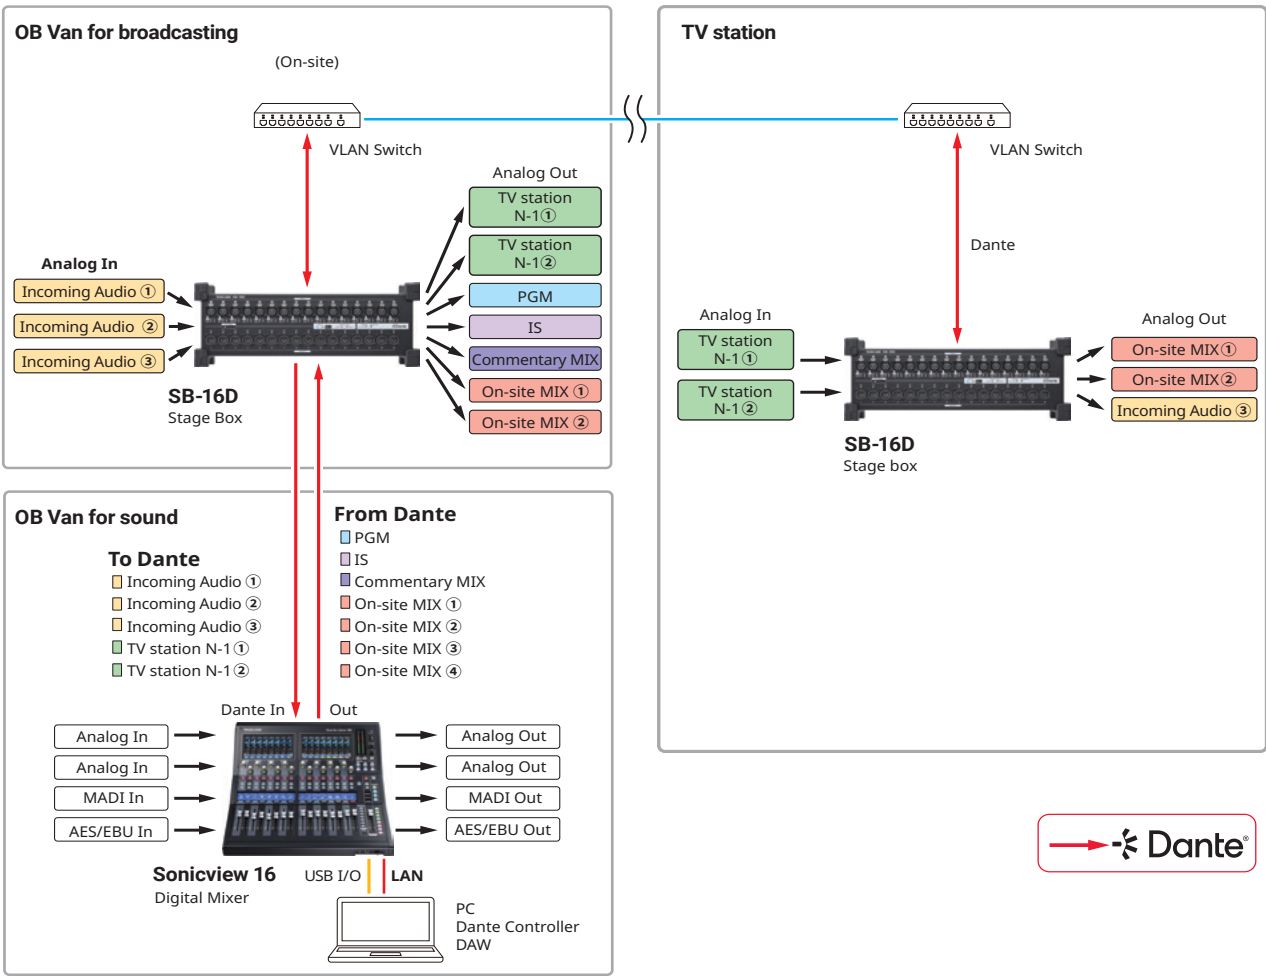 OB Van for broadcasting
(On-site)
VLAN Switch
Analog In
Incoming Audio ①
Incoming Audio ②
Incoming Audio ③
SB-16D
Stage Box
Analog Out
TV station
N-1①
TV station
N-1②
PGM
IS
Commentary MIX
On-site MIX ①
On-site MIX ②
TV station
VLAN Switch
Dante
Analog In
TV station
N-1①
TV station
N-1②
SB-16D
Stage box
Analog Out
On-site MIX①
On-site MIX②
Incoming Audio ③
OB Van for sound
To Dante
Incoming Audio ①
Incoming Audio ②
Incoming Audio ③
TV station N-1①
TV station N-1②
From Dante
PGM
IS
Commentary MIX
On-site MIX ①
On-site MIX ②
On-site MIX ③
On-site MIX ④
Dante In
Out
Analog In
Analog In
MADI In
AES/EBU In
Analog Out
Analog Out
MADI Out
AES/EBU Out
Sonicview 16
Digital Mixer
USB I/O
LAN
PC
Dante Controller
DAW
Dante®